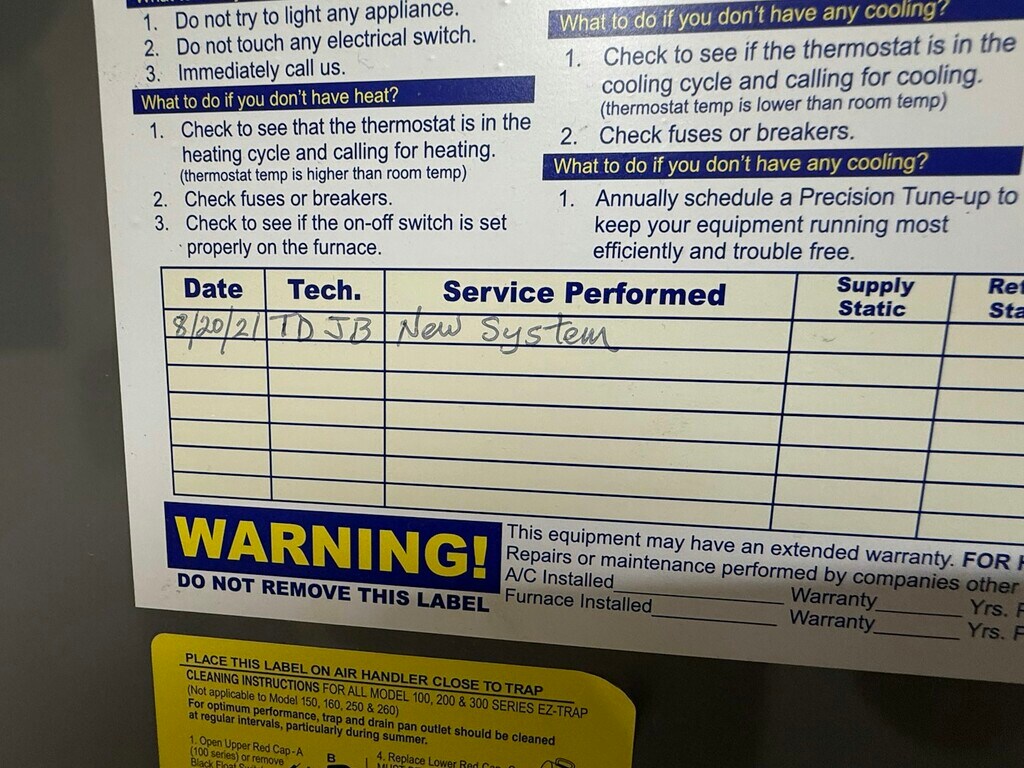 1. Do not try to light any appliance.
2. Do not touch any electrical switch.
3. Immediately call us.
What to do if you don't have heat?
1. Check to see that the thermostat is in the
heating cycle and calling for heating.
(thermostat temp is higher than room temp)
2. Check fuses or breakers.
3. Check to see if the on-off switch is set
properly on the furnace.
What to do if you don't have any cooling?
1. Check to see if the thermostat is in the
cooling cycle and calling for cooling.
(thermostat temp is lower than room temp)
2. Check fuses or breakers.
What to do if you don't have any cooling?
1. Annually schedule a Precision Tune-up to
keep your equipment running most
efficiently and trouble free.
Date Tech. Service Performed Supply Static
8/20/21 TD JB New System
WARNING!
DO NOT REMOVE THIS LABEL
This equipment may have an extended warranty. FOR
Repairs or maintenance performed by companies other
A/C Installed Warranty Yrs.
Furnace Installed Warranty Yrs.
PLACE THIS LABEL ON AIR HANDLER CLOSE TO TRAP
CLEANING INSTRUCTIONS FOR ALL MODEL 100, 200 & 300 SERIES EZ-TRAP
(Not applicable to Model 150, 160, 250 & 260)
For optimum performance, trap and drain pan outlet should be cleaned
at regular intervals, particularly during summer.
1. Open Upper Red Cap-A
(100 series) or remove
Black Float
B
4. Replace Lower Red